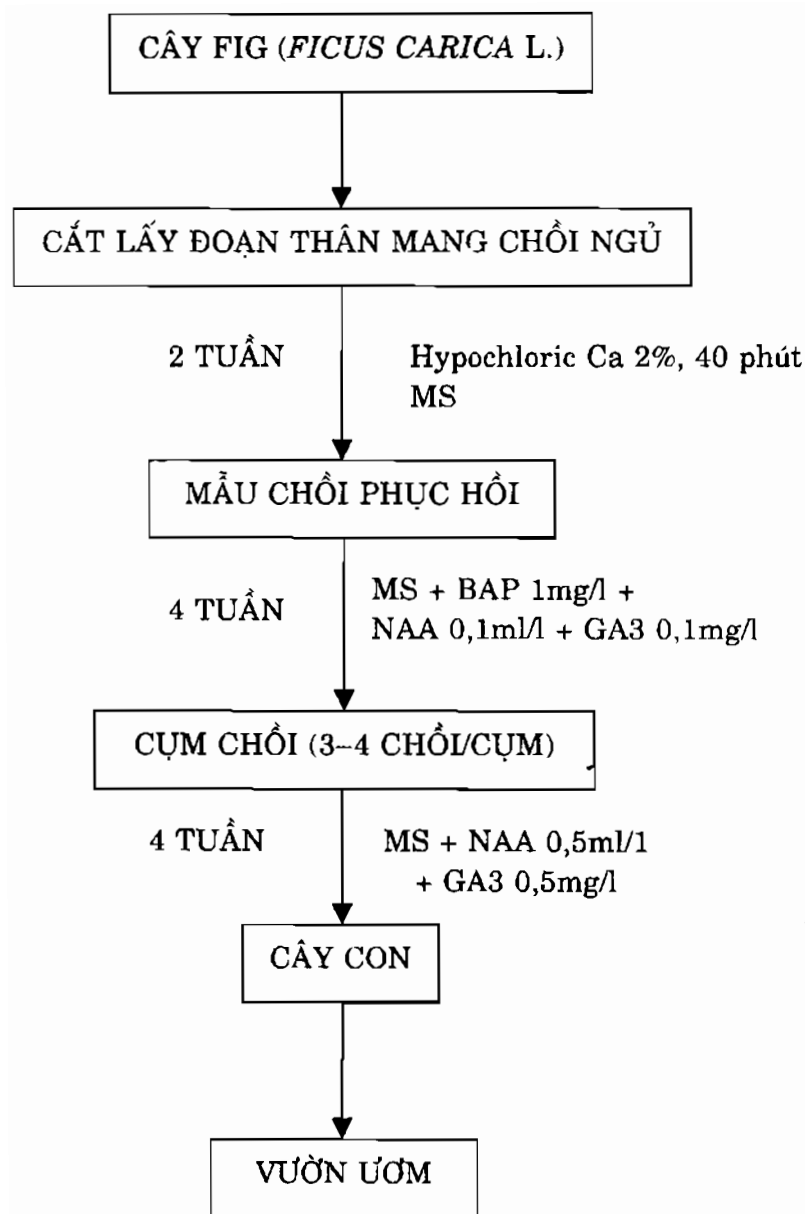 CÂY FIG (FICUS CARICA L.)
CẮT LẤY ĐOẠN THÂN MANG CHỒI NGỦ
2 TUẦN
Hypochloric Ca 2%, 40 phút
MS
MẪU CHỒI PHỤC HỒI
4 TUẦN
MS + BAP 1mg/l +
NAA 0,1ml/l + GA3 0,1mg/l
CỤM CHỒI (3–4 CHỒI/CỤM)
4 TUẦN
MS + NAA 0,5ml/1
+ GA3 0,5mg/l
CÂY CON
VƯỜN ƯƠM